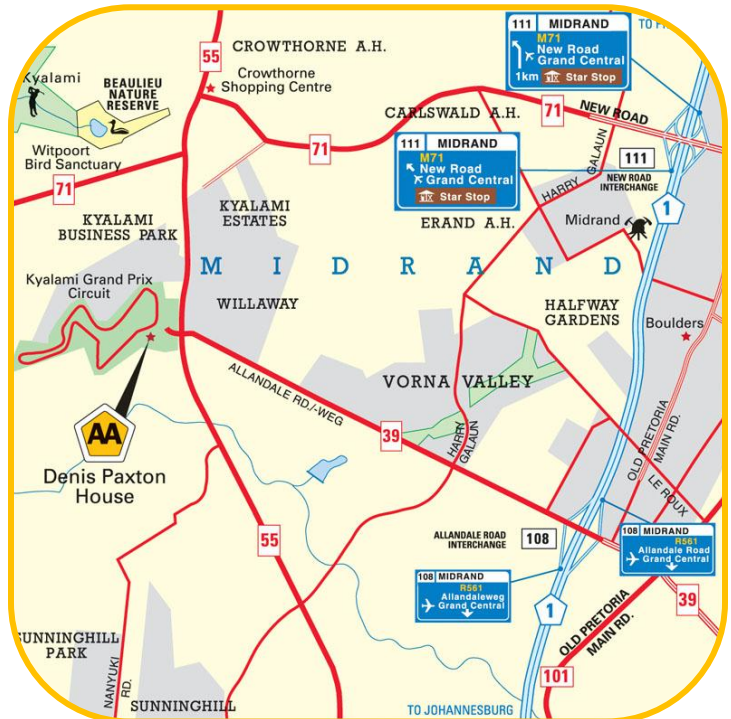 111 MIDRAND
M71
New Road
Grand Central
1km Star Stop
55
CROWTHORNE A.H.
Crowthorne
Shopping Centre
Kyalami
BEAULIEU
NATURE
RESERVE
CARLSWALD A.H.
71
NEW ROAD
71
111 MIDRAND
M71
New Road
Grand Central
Star Stop
HARRY GALAUN
111
NEW ROAD
INTERCHANGE
Witpoort
Bird Sanctuary
71
KYALAMI
ESTATES
KYALAMI
BUSINESS PARK
ERAND A.H.
Midrand
1
MIDRAND
Kyalami Grand Prix
Circuit
WILLAWAY
HALFWAY
GARDENS
Boulders
ALLANDALE RD./-WEG
VORNA VALLEY
39
HARRY
GALAUN
AA
Denis Paxton
House
OLD PRETORIA
MAIN RD.
LE ROUX
55
ALLANDALE ROAD
INTERCHANGE
108
108 MIDRAND
R561
Allandale Road
Grand Central
108 MIDRAND
R561
Allandaleweg
Grand Central
1
39
OLD PRETORIA
MAIN RD.
101
SUNNINGHILL
PARK
NANYUKI
RD.
SUNNINGHILL
TO JOHANNESBURG